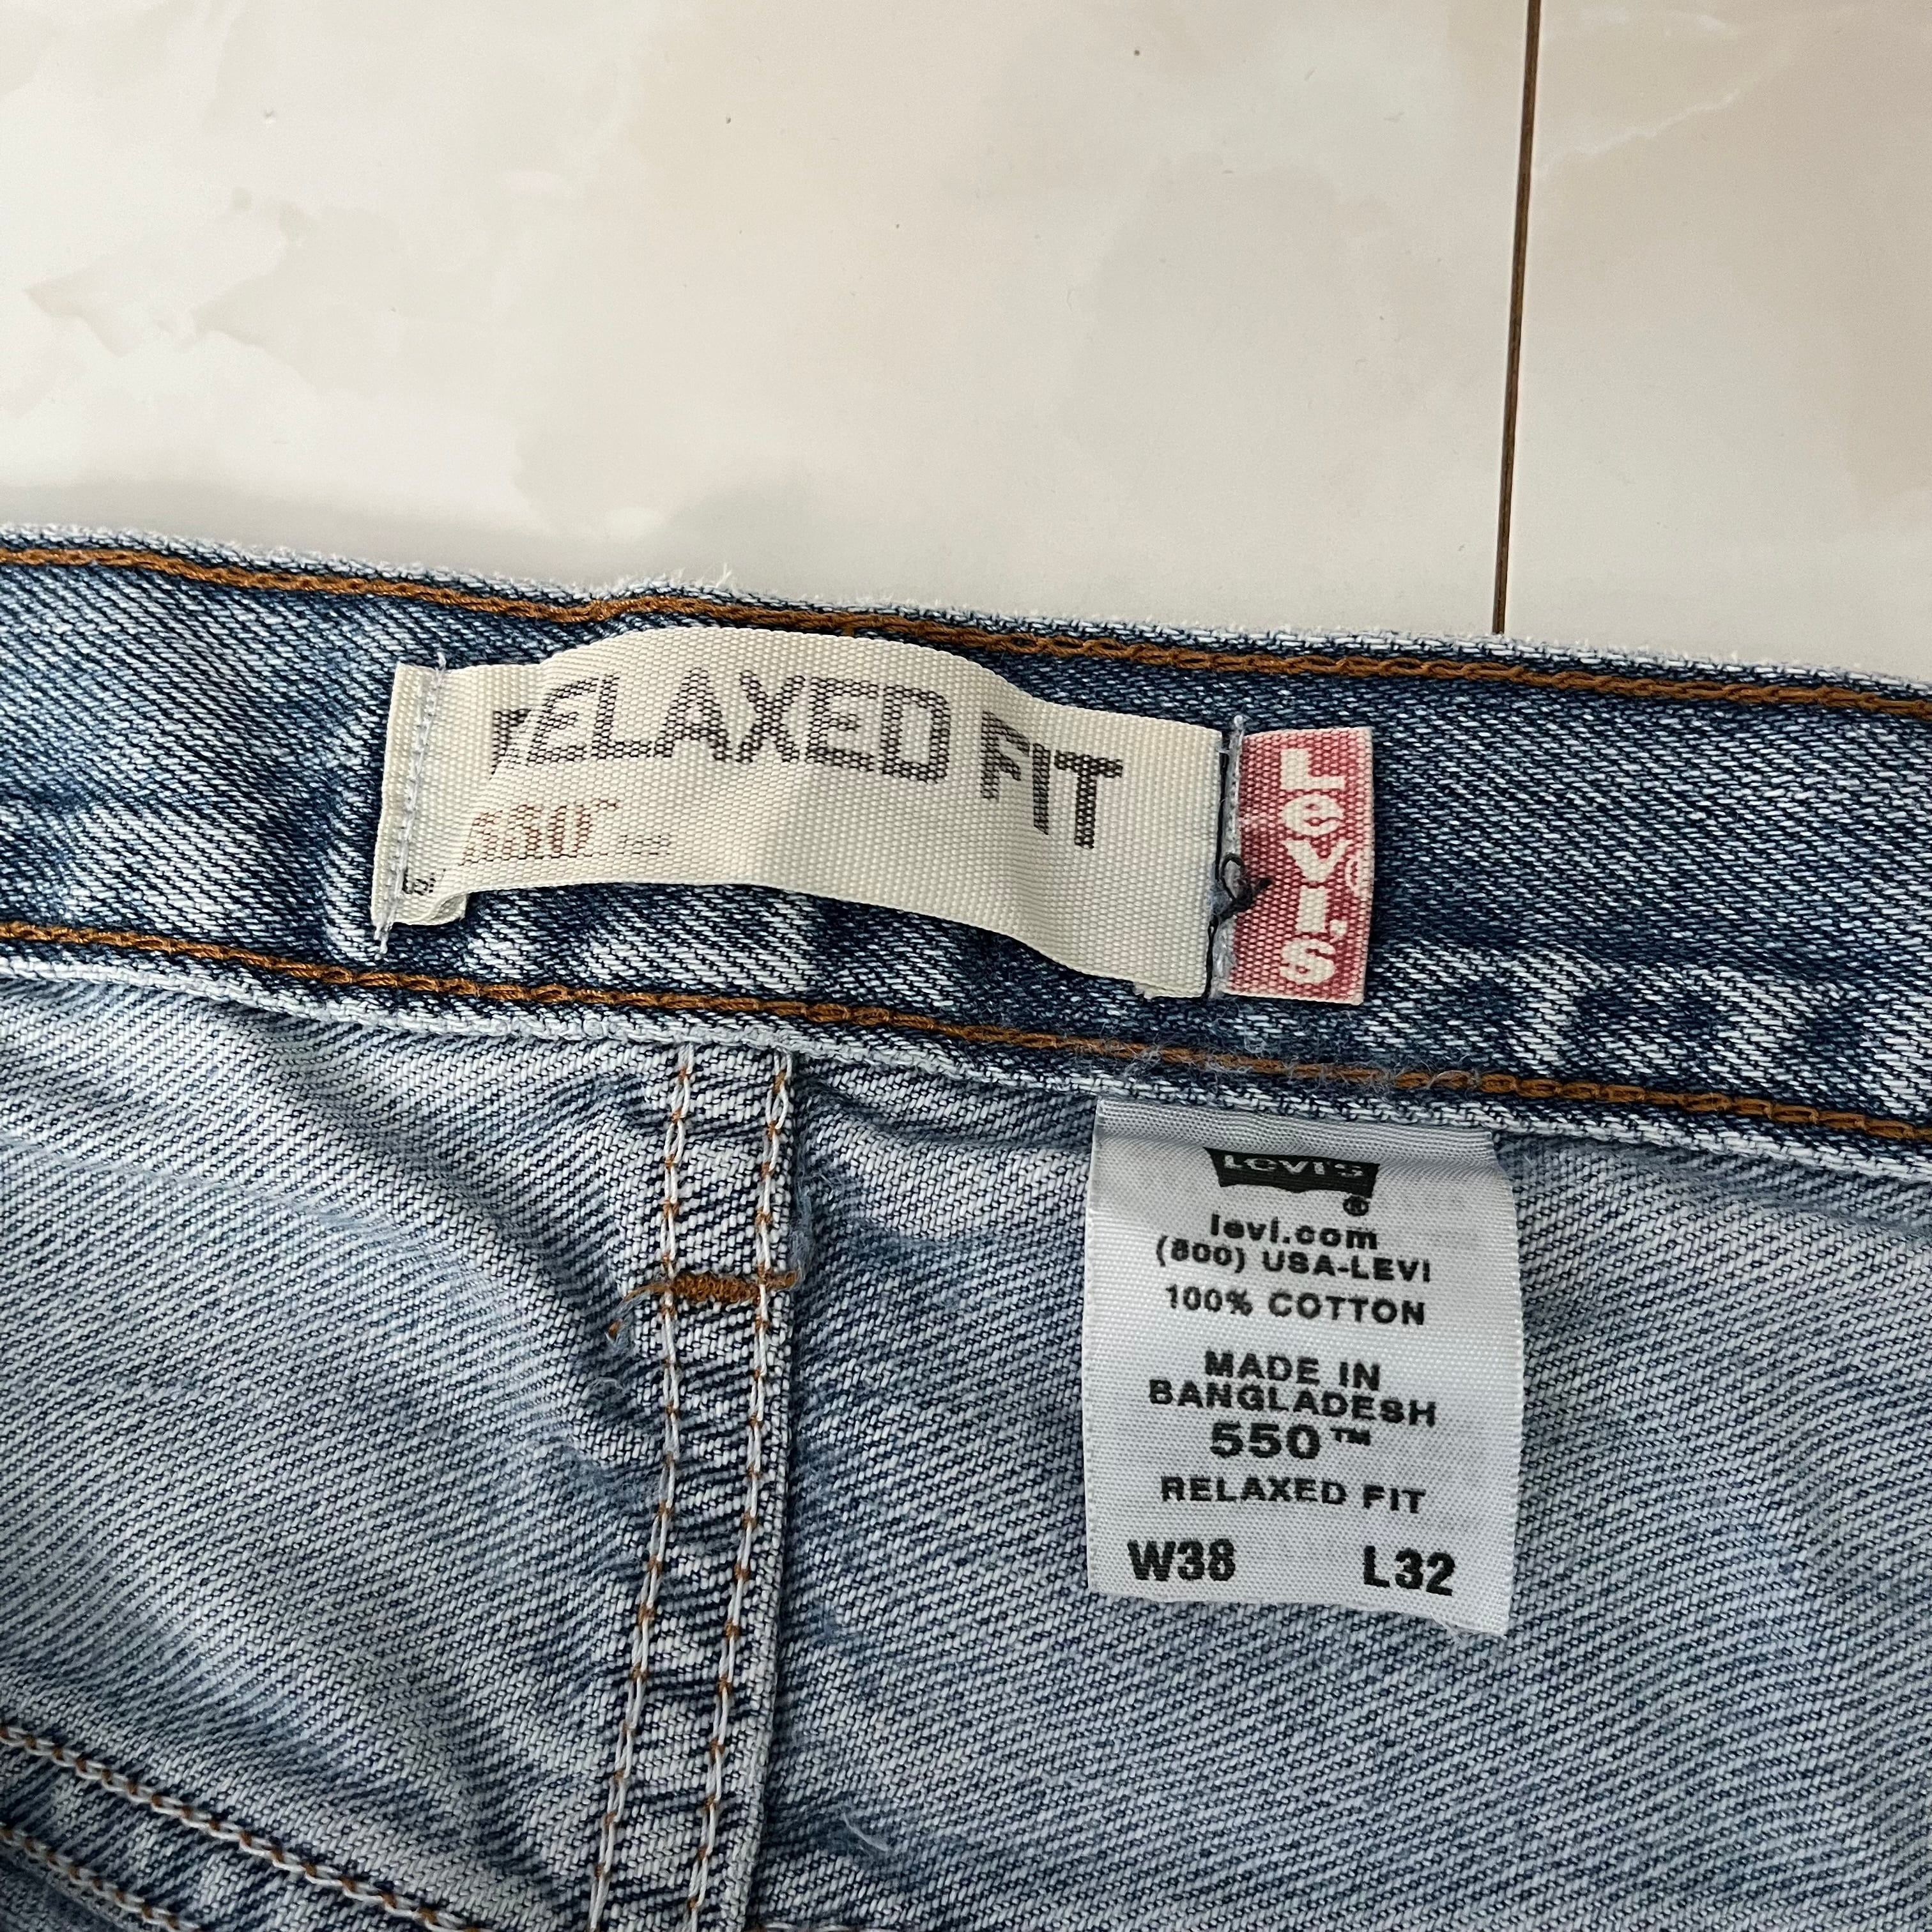 RELAXED FIT
550™
Levi's®
Levi's®
levi.com
(800) USA-LEVI
100% COTTON
MADE IN
BANGLADESH
550™
RELAXED FIT
W38 L32